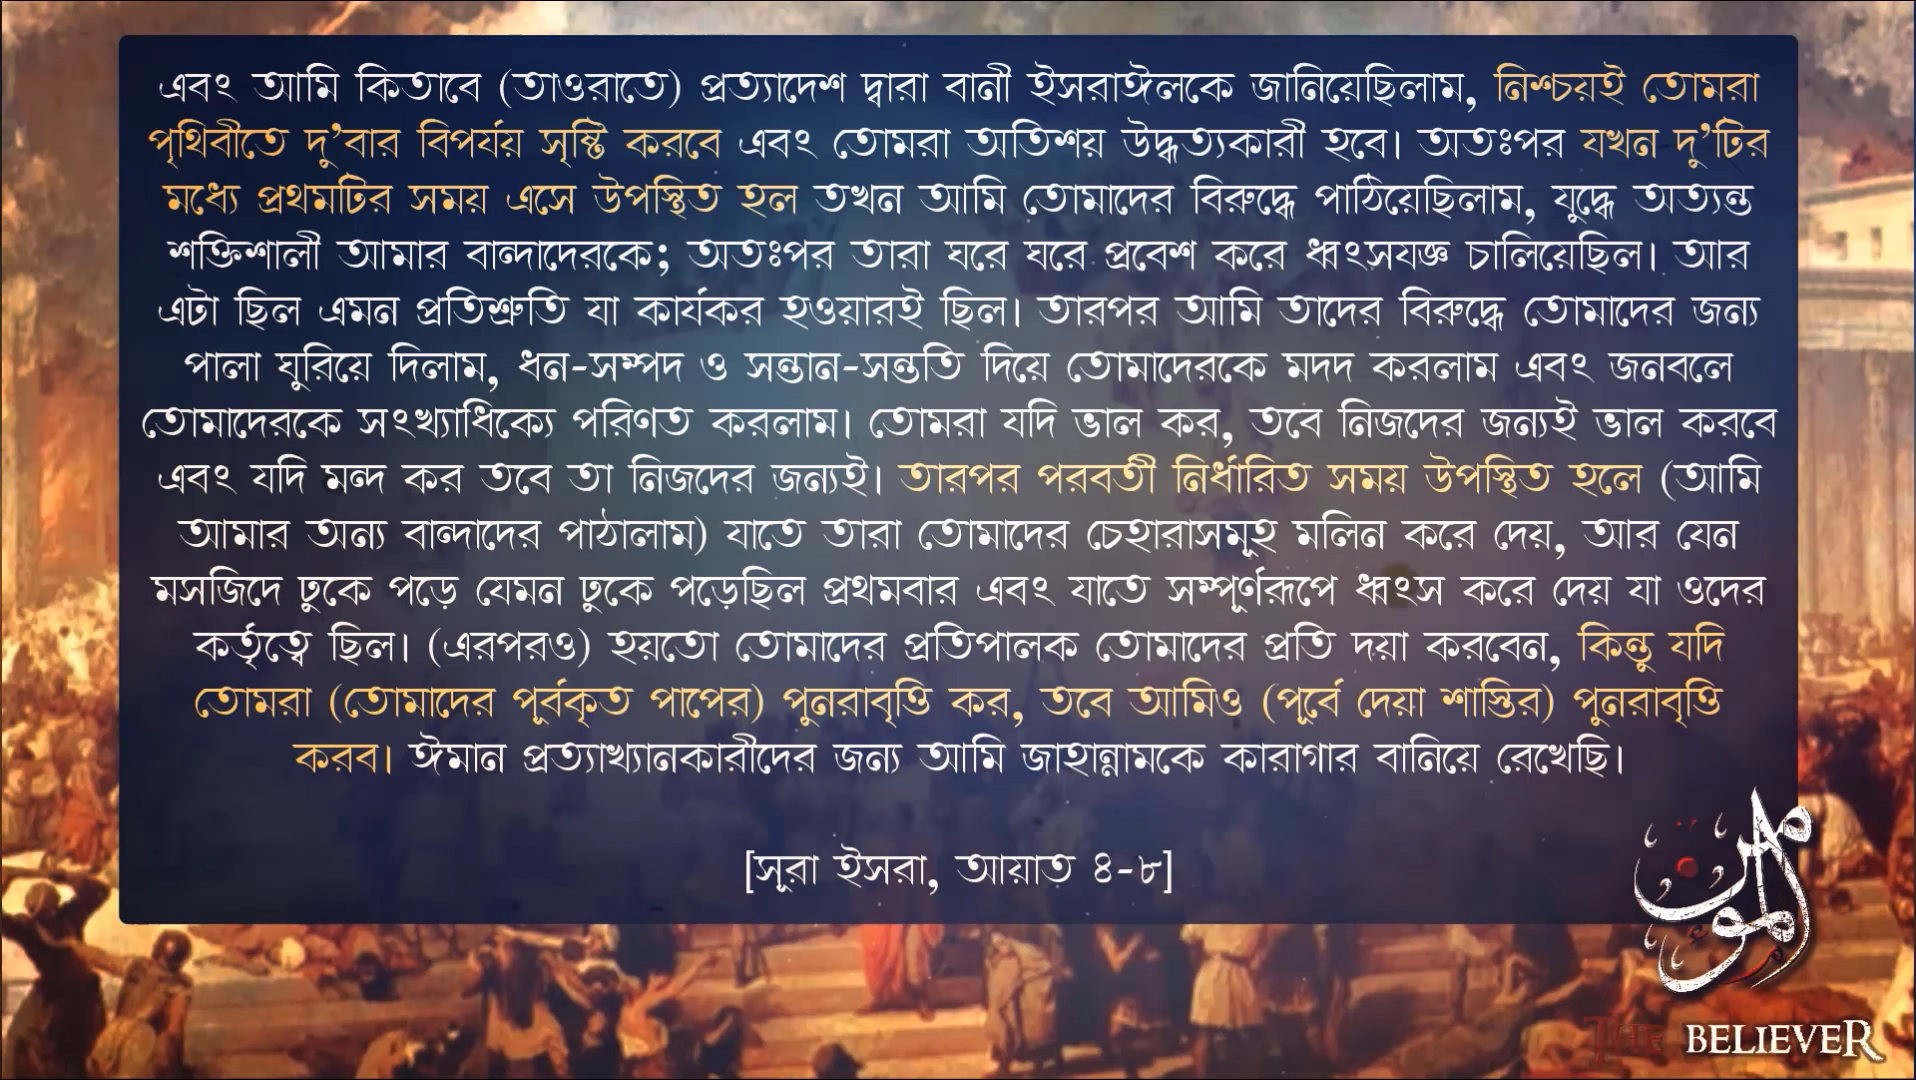 এবং আমি কিতাবে (তাওরাতে) প্রত্যাদেশ দ্বারা বানী ইসরাঈলকে জানিয়েছিলাম, নিশ্চয়ই তোমরা
পৃথিবীতে দু’বার বিপর্যয় সৃষ্টি করবে এবং তোমরা অতিশয় উদ্ধত্যকারী হবে। অতঃপর যখন দু’টির
মধ্যে প্রথমটির সময় এসে উপস্থিত হল তখন আমি তোমাদের বিরুদ্ধে পাঠিয়েছিলাম, যুদ্ধে অত্যন্ত
শক্তিশালী আমার বান্দাদেরকে; অতঃপর তারা ঘরে ঘরে প্রবেশ করে ধ্বংসযজ্ঞ চালিয়েছিল। আর
এটা ছিল এমন প্রতিশ্রুতি যা কার্যকর হওয়ারই ছিল। তারপর আমি তাদের বিরুদ্ধে তোমাদের জন্য
পালা ঘুরিয়ে দিলাম, ধন-সম্পদ ও সন্তান-সন্ততি দিয়ে তোমাদেরকে মদদ করলাম এবং জনবলে
তোমাদেরকে সংখ্যাধিক্যে পরিণত করলাম। তোমরা যদি ভাল কর, তবে নিজদের জন্যই ভাল করবে
এবং যদি মন্দ কর তবে তা নিজদের জন্যই। তারপর পরবর্তী নির্ধারিত সময় উপস্থিত হলে (আমি
আমার অন্য বান্দাদের পাঠালাম) যাতে তারা তোমাদের চেহারাসমূহ মলিন করে দেয়, আর যেন
মসজিদে ঢুকে পড়ে যেমন ঢুকে পড়েছিল প্রথমবার এবং যাতে সম্পূর্ণরূপে ধ্বংস করে দেয় যা ওদের
কর্তৃত্বে ছিল। (এরপরও) হয়তো তোমাদের প্রতিপালক তোমাদের প্রতি দয়া করবেন, কিন্তু যদি
তোমরা (তোমাদের পূর্বকৃত পাপের) পুনরাবৃত্তি কর, তবে আমিও (পূর্বে দেয়া শাস্তির) পুনরাবৃত্তি
করব। ঈমান প্রত্যাখ্যানকারীদের জন্য আমি জাহান্নামকে কারাগার বানিয়ে রেখেছি।
[সূরা ইসরা, আয়াত ৪-৮]
THE BELIEVER